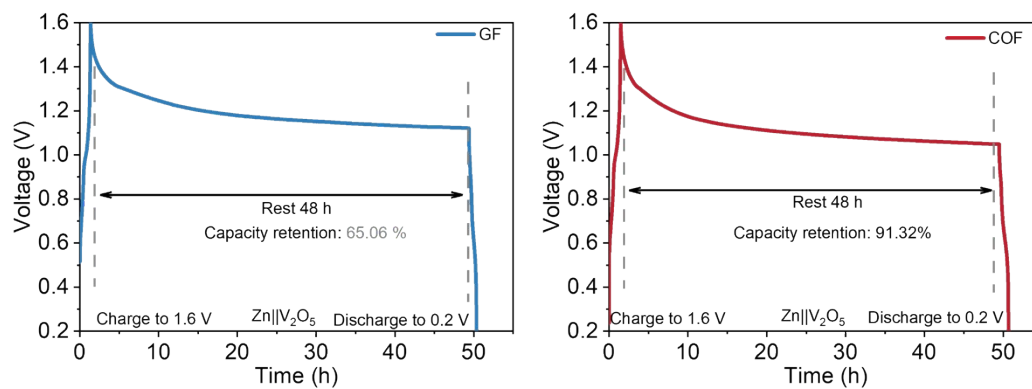 GF
Voltage (V)
1.6
1.4
1.2
1.0
0.8
0.6
0.4
0.2
Rest 48 h
Capacity retention: 65.06 %
Charge to 1.6 V
Zn||V₂O₅
Discharge to 0.2 V
0 10 20 30 40 50
Time (h)
COF
Voltage (V)
1.6
1.4
1.2
1.0
0.8
0.6
0.4
0.2
Rest 48 h
Capacity retention: 91.32%
Charge to 1.6 V
Zn||V₂O₅
Discharge to 0.2 V
0 10 20 30 40 50
Time (h)